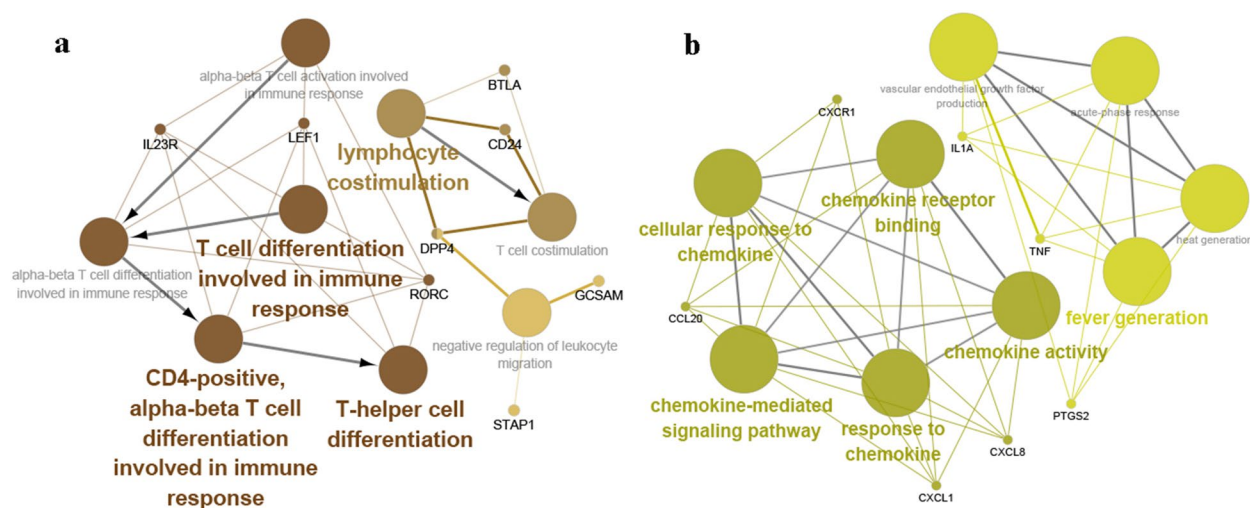 a
alpha-beta T cell activation involved
in immune response
IL23R
LEF1
BTLA
CD24
lymphocyte
costimulation
DPP4
T cell costimulation
alpha-beta T cell differentiation
involved in immune response
T cell differentiation
involved in immune
response
RORC
GCSAM
negative regulation of leukocyte
migration
STAP1
CD4-positive,
alpha-beta T cell
differentiation
involved in immune
response
T-helper cell
differentiation
b
vascular endothelial growth factor
production
acute-phase response
CXCR1
IL1A
chemokine receptor
binding
cellular response to
chemokine
TNF
heat generation
CCL20
fever generation
chemokine activity
chemokine-mediated
signaling pathway
response to
chemokine
PTGS2
CXCL8
CXCL1